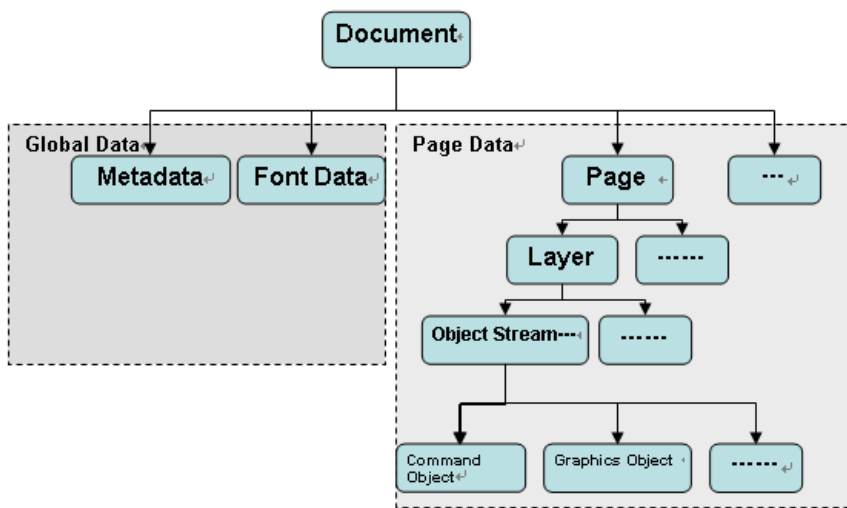 Document
Global Data
Page Data
Metadata
Font Data
Page
---
Layer
------
Object Stream---
------
Command
Object
Graphics Object
------